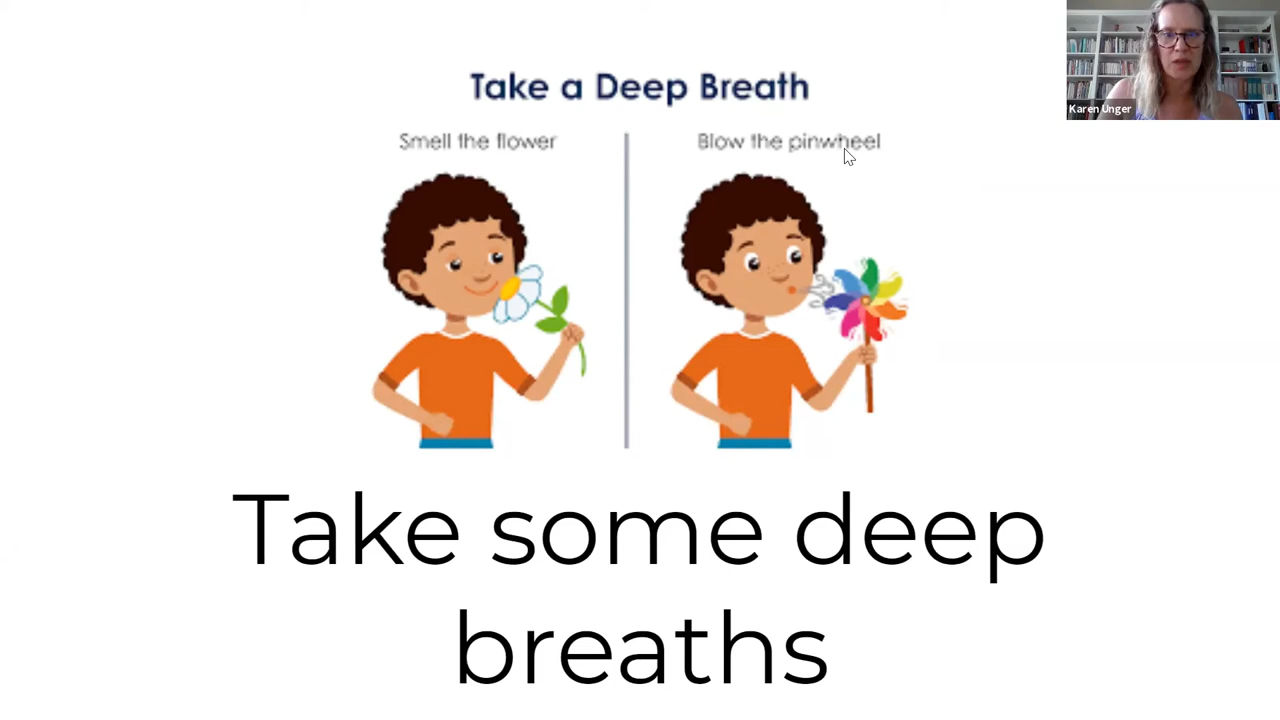 Take a Deep Breath
Smell the flower
Blow the pinwheel
Karen Unger
Take some deep
breaths